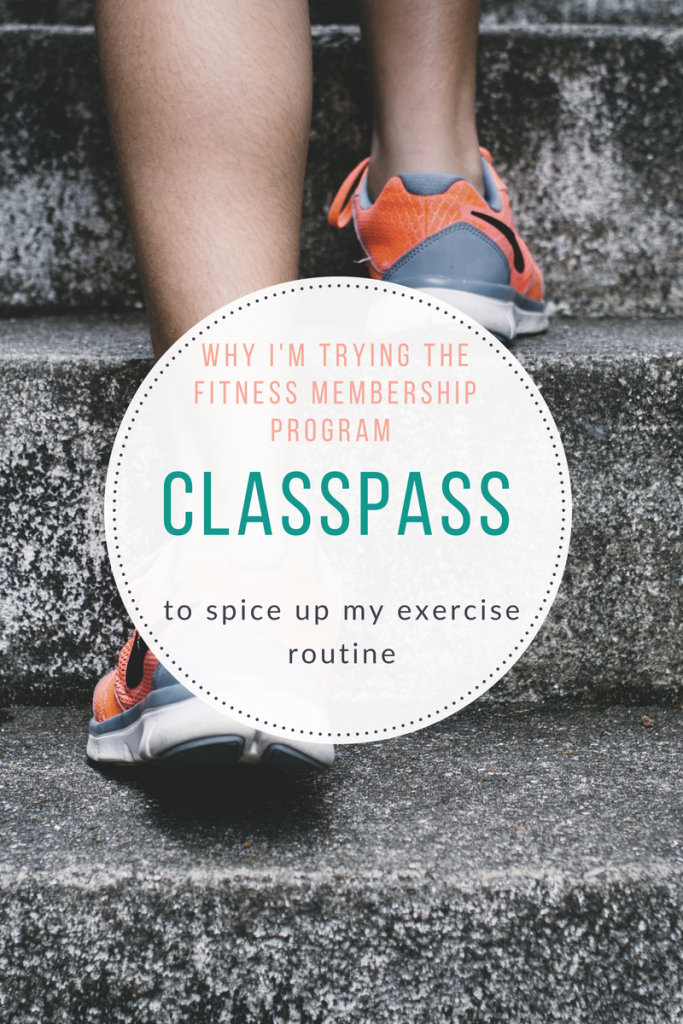 WHY I'M TRYING THE
FITNESS MEMBERSHIP
PROGRAM
CLASSPASS
to spice up my exercise
routine